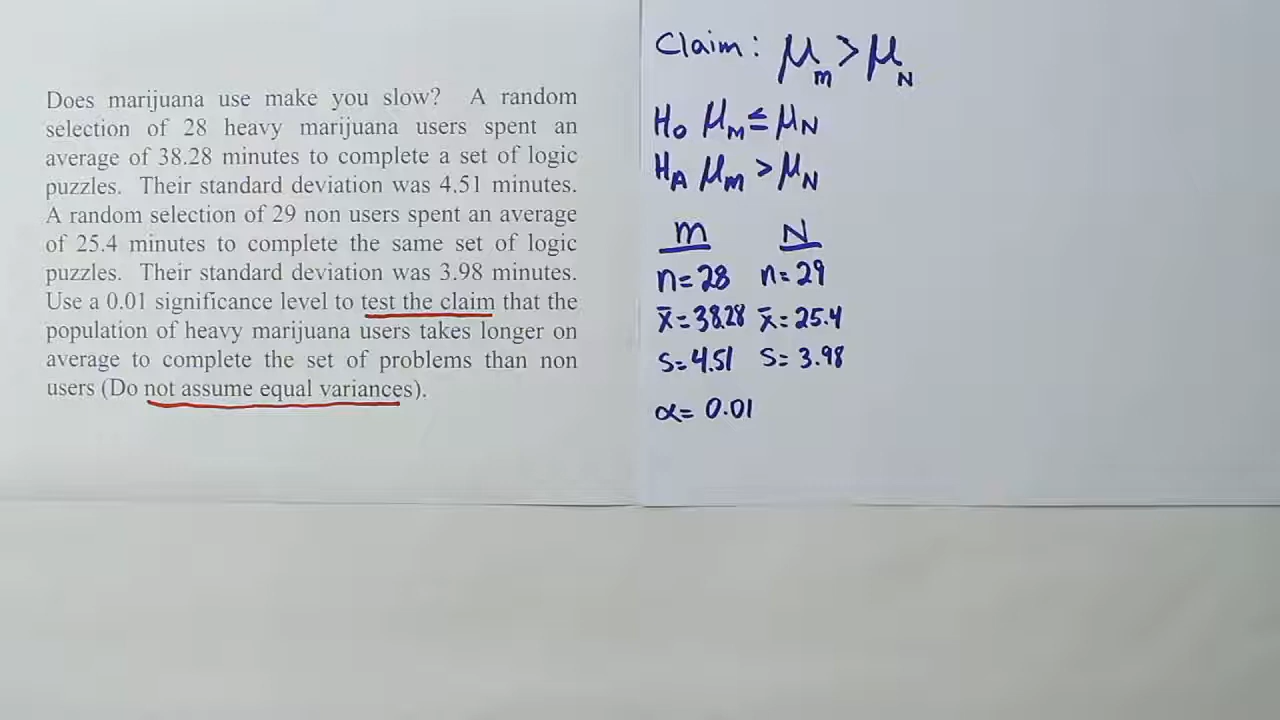 Does marijuana use make you slow? A random
selection of 28 heavy marijuana users spent an
average of 38.28 minutes to complete a set of logic
puzzles. Their standard deviation was 4.51 minutes.
A random selection of 29 non users spent an average
of 25.4 minutes to complete the same set of logic
puzzles. Their standard deviation was 3.98 minutes.
Use a 0.01 significance level to test the claim that the
population of heavy marijuana users takes longer on
average to complete the set of problems than non
users (Do not assume equal variances).
Claim: μm > μN
H0 μM ≤ μN
HA μm > μN
m N
n=28 n=29
x̄=38.28 x̄=25.4
S=4.51 S=3.98
α=0.01